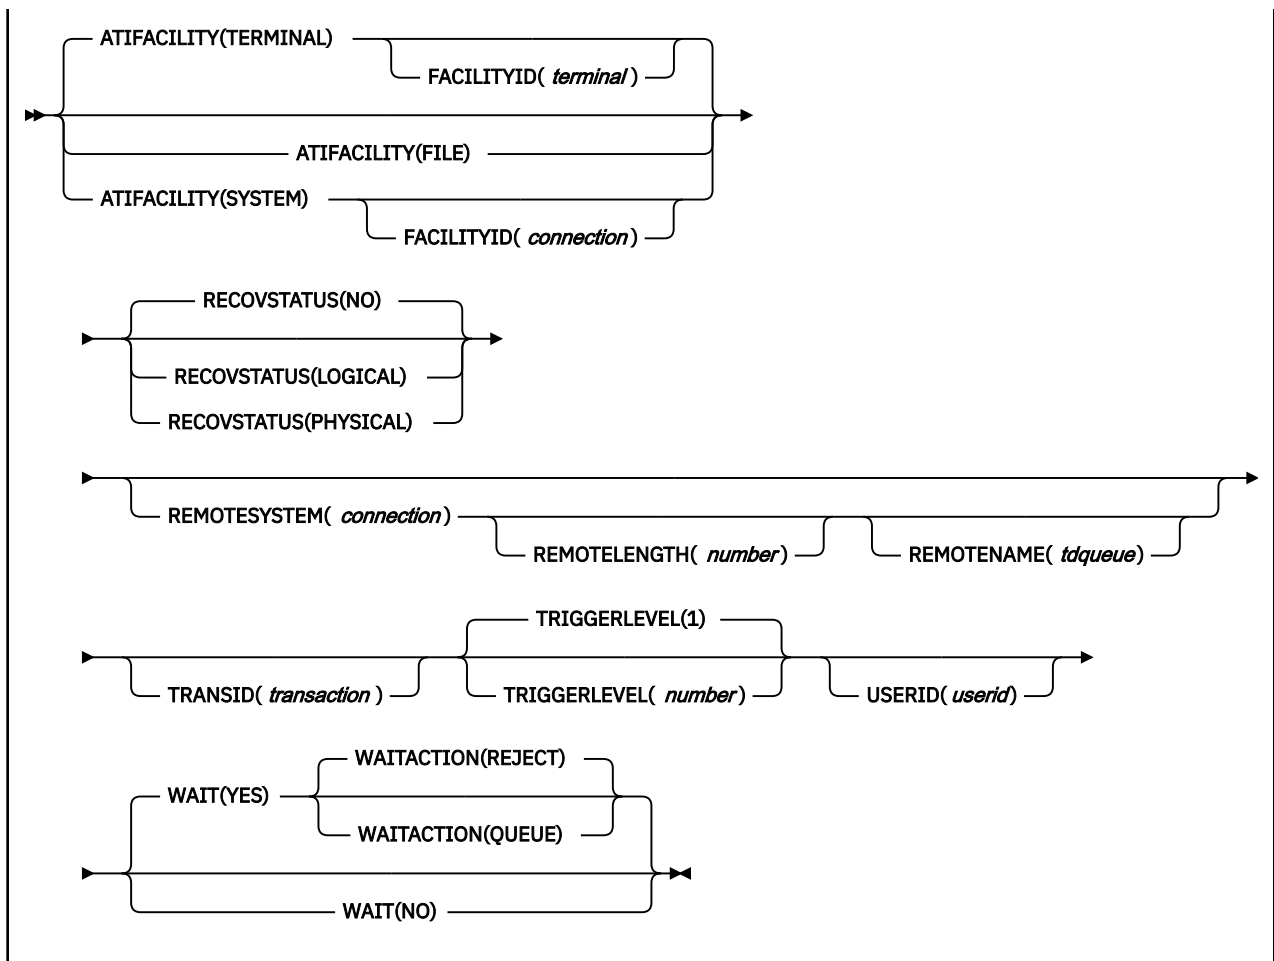 ATIFACILITY(TERMINAL)
FACILITYID( terminal )
ATIFACILITY(FILE)
ATIFACILITY(SYSTEM)
FACILITYID( connection )
RECOVSTATUS(NO)
RECOVSTATUS(LOGICAL)
RECOVSTATUS(PHYSICAL)
REMOTESYSTEM( connection )
REMOTELENGTH( number ) REMOTENAME( tdqueue )
TRIGGERLEVEL(1)
TRANSID( transaction ) TRIGGERLEVEL( number ) USERID( userid )
WAITACTION(REJECT)
WAIT(YES)
WAITACTION(QUEUE)
WAIT(NO)